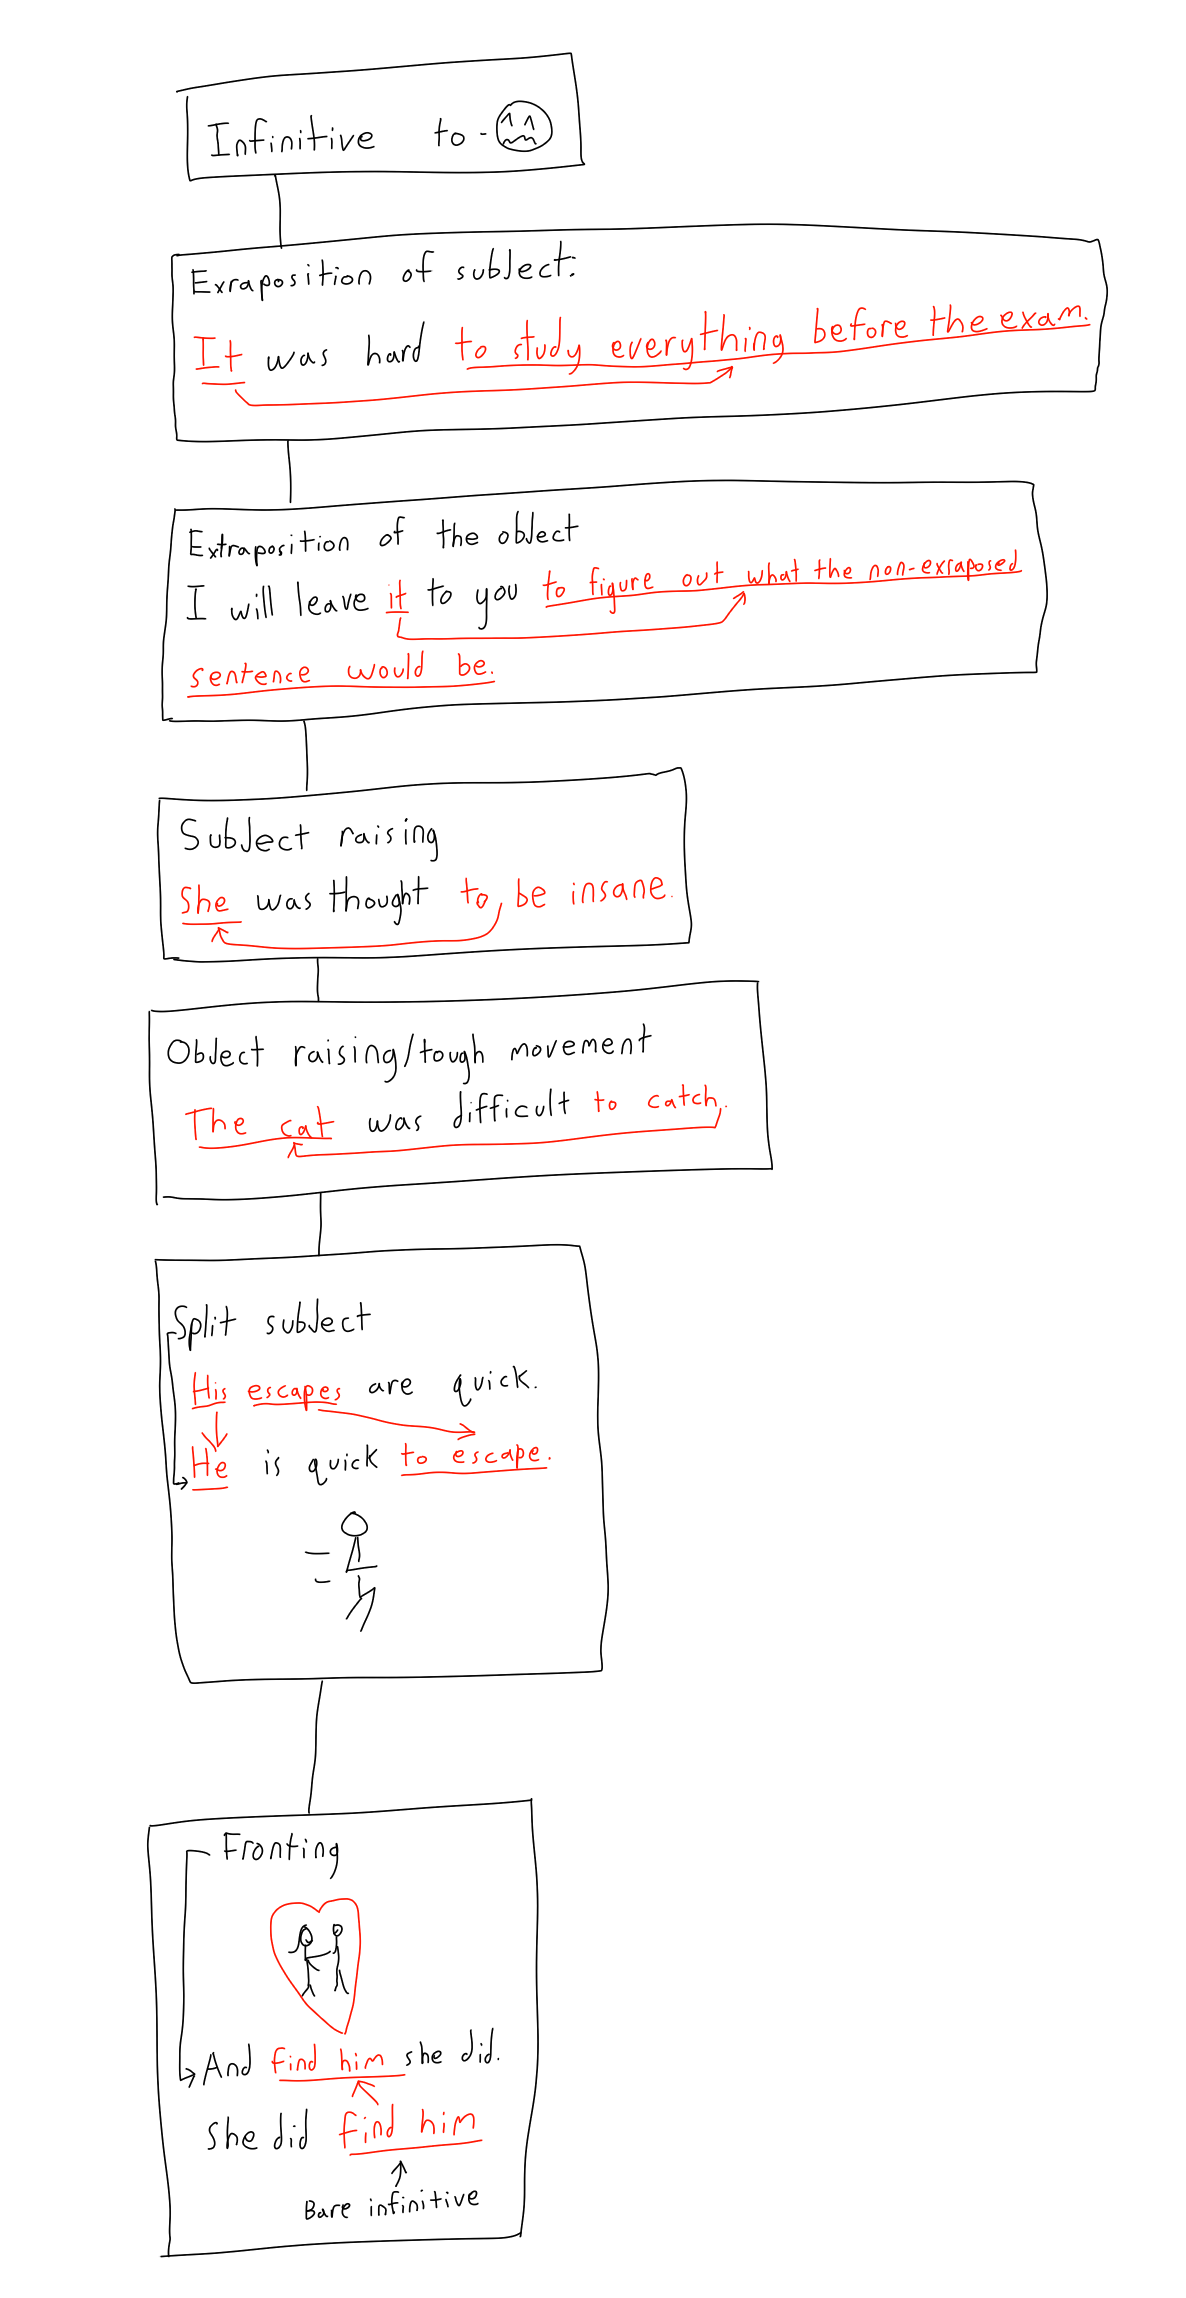 Infinitive to-
Exraposition of subject:
It was hard to study everything before the exam.
Extraposition of the object
I will leave it to you to figure out what the non-exraposed
sentence would be.
Subject raising
She was thought to be insane.
Object raising/tough movement
The cat was difficult to catch.
Split subject
His escapes are quick.
He is quick to escape.
Fronting
And find him she did.
She did find him
Bare infinitive